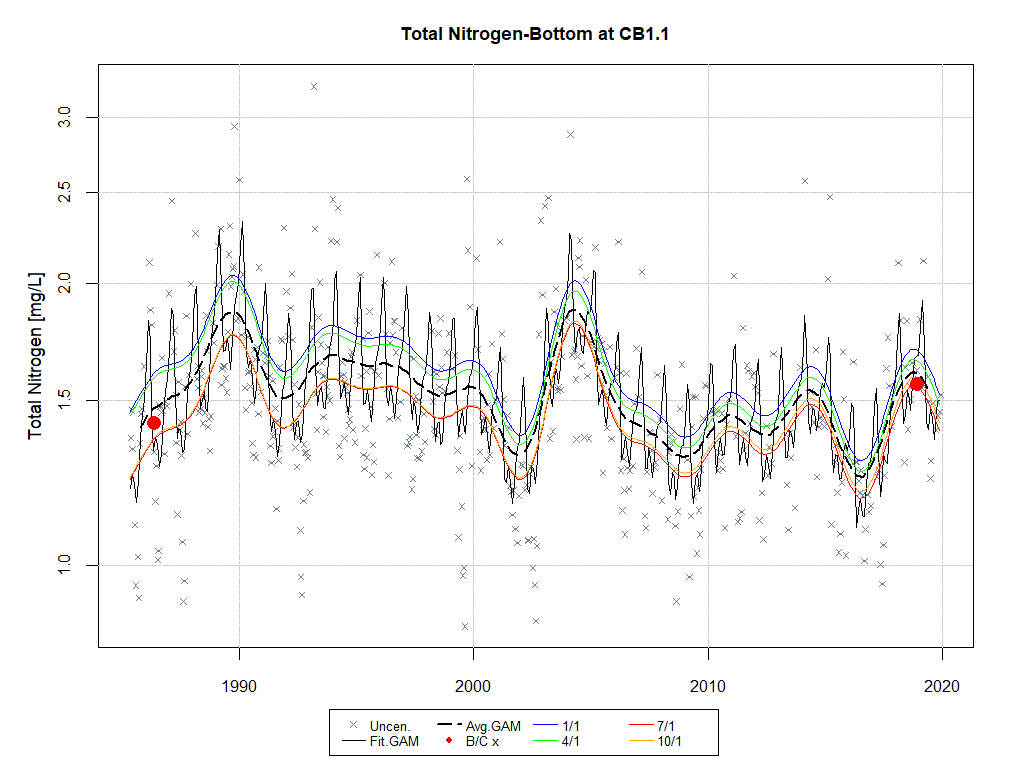 Total Nitrogen-Bottom at CB1.1
Total Nitrogen [mg/L]
3.0
2.5
2.0
1.5
1.0
1990 2000 2010 2020
Uncen. Avg.GAM 1/1 7/1
Fit.GAM B/C x 4/1 10/1